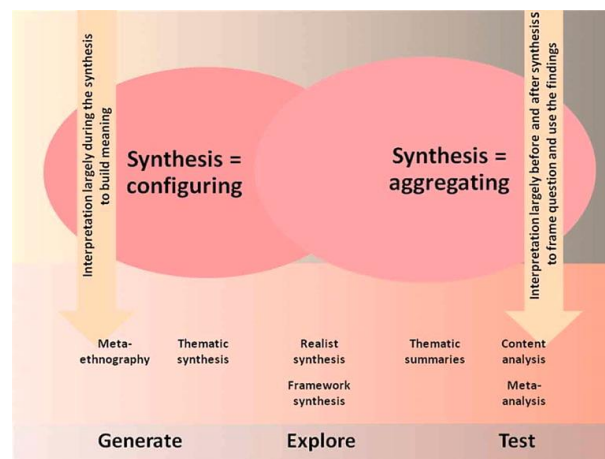 Interpretation largely during the synthesis
to build meaning
Synthesis =
configuring
Synthesis =
aggregating
Interpretation largely before and after synthesis
to frame question and use the findings
Meta-
ethnography
Thematic
synthesis
Realist
synthesis
Framework
synthesis
Thematic
summaries
Content
analysis
Meta-
analysis
Generate
Explore
Test